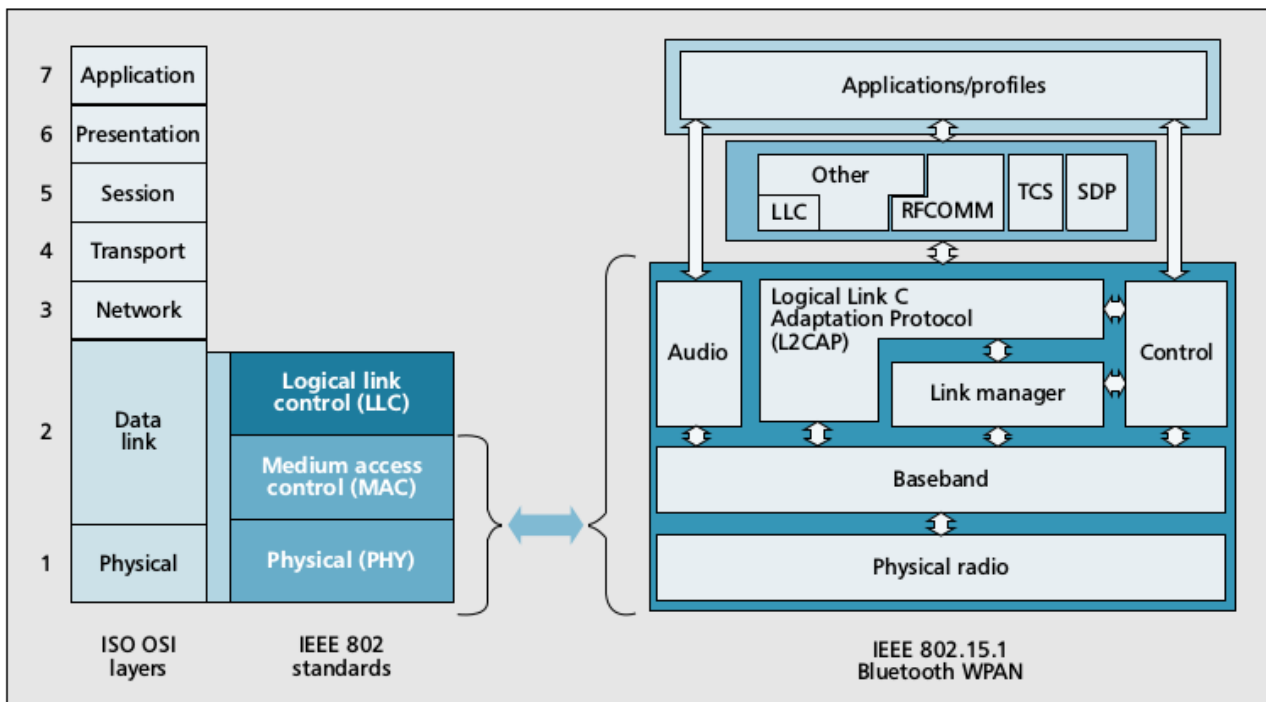 7 Application
6 Presentation
5 Session
4 Transport
3 Network
2 Data
link
1 Physical
ISO OSI
layers
Logical link
control (LLC)
Medium access
control (MAC)
Physical (PHY)
IEEE 802
standards
Applications/profiles
Other
LLC
RFCOMM
TCS
SDP
Audio
Logical Link C
Adaptation Protocol
(L2CAP)
Link manager
Control
Baseband
Physical radio
IEEE 802.15.1
Bluetooth WPAN